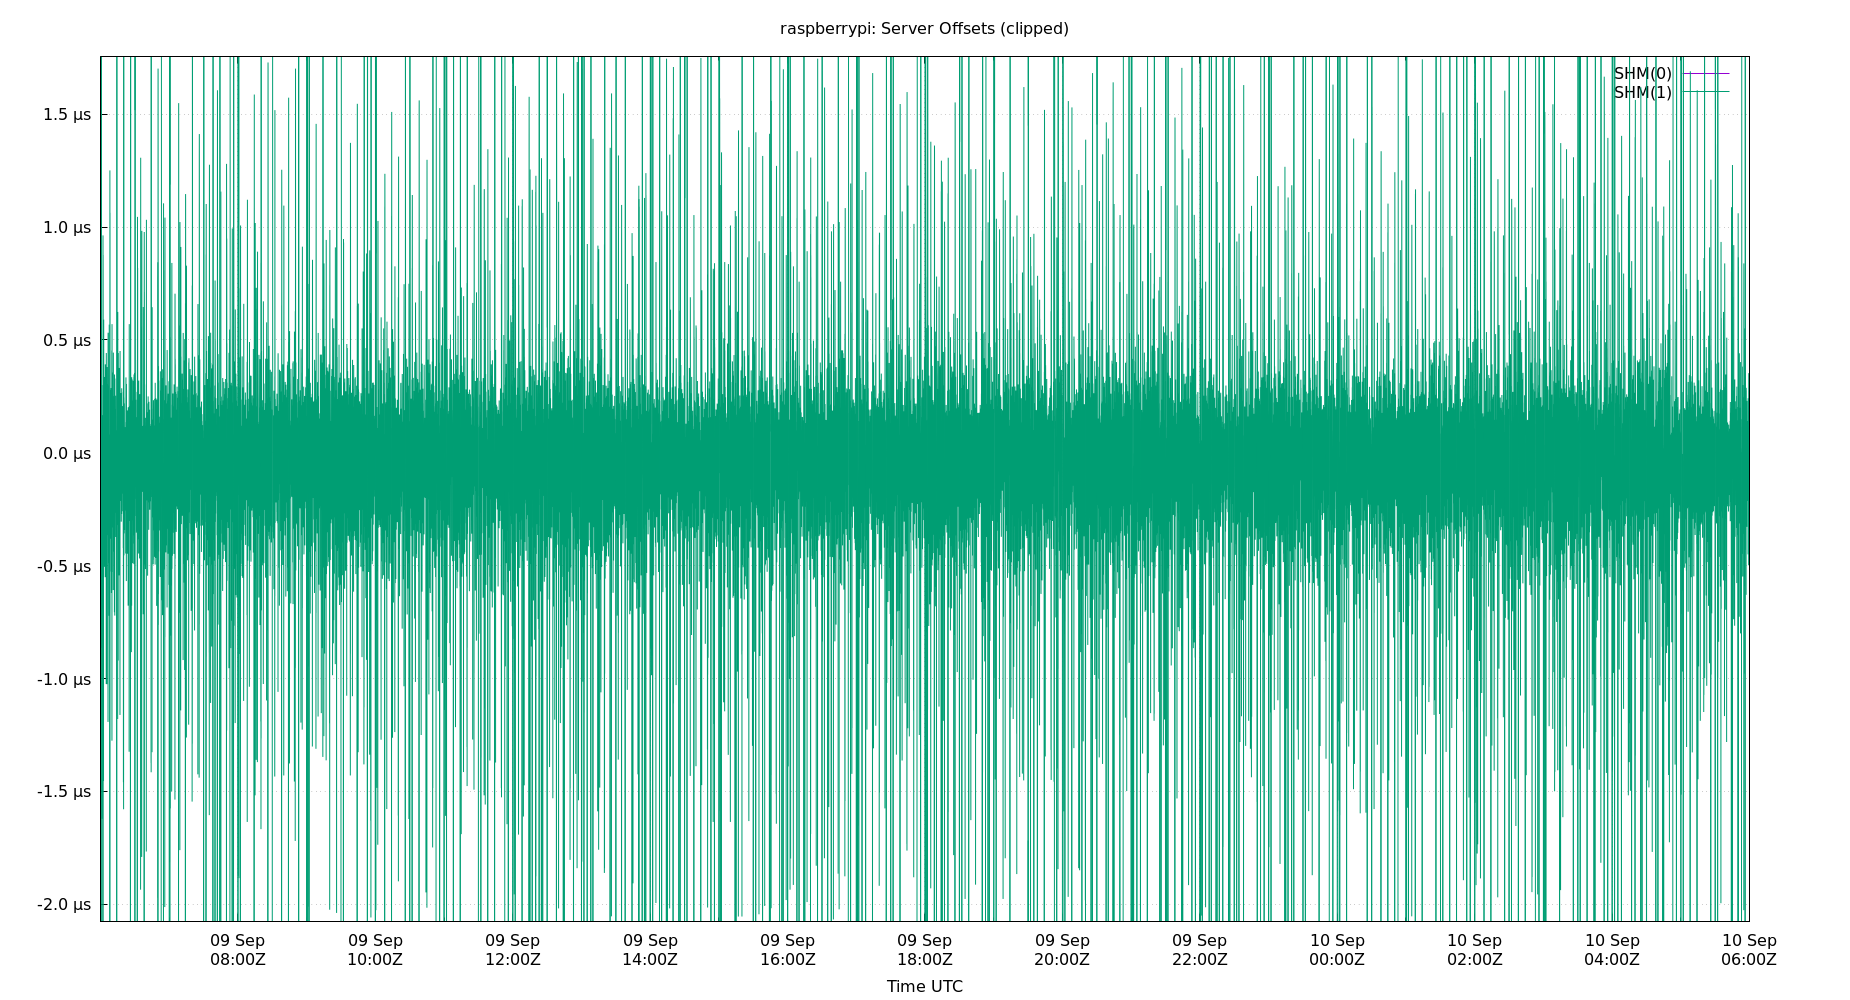 raspberrypi: Server Offsets (clipped)
SHM(0)
SHM(1)
1.5 µs
1.0 µs
0.5 µs
0.0 µs
-0.5 µs
-1.0 µs
-1.5 µs
-2.0 µs
09 Sep 09 Sep 09 Sep 09 Sep 09 Sep 09 Sep 09 Sep 09 Sep 10 Sep 10 Sep 10 Sep 10 Sep
08:00Z 10:00Z 12:00Z 14:00Z 16:00Z 18:00Z 20:00Z 22:00Z 00:00Z 02:00Z 04:00Z 06:00Z
Time UTC